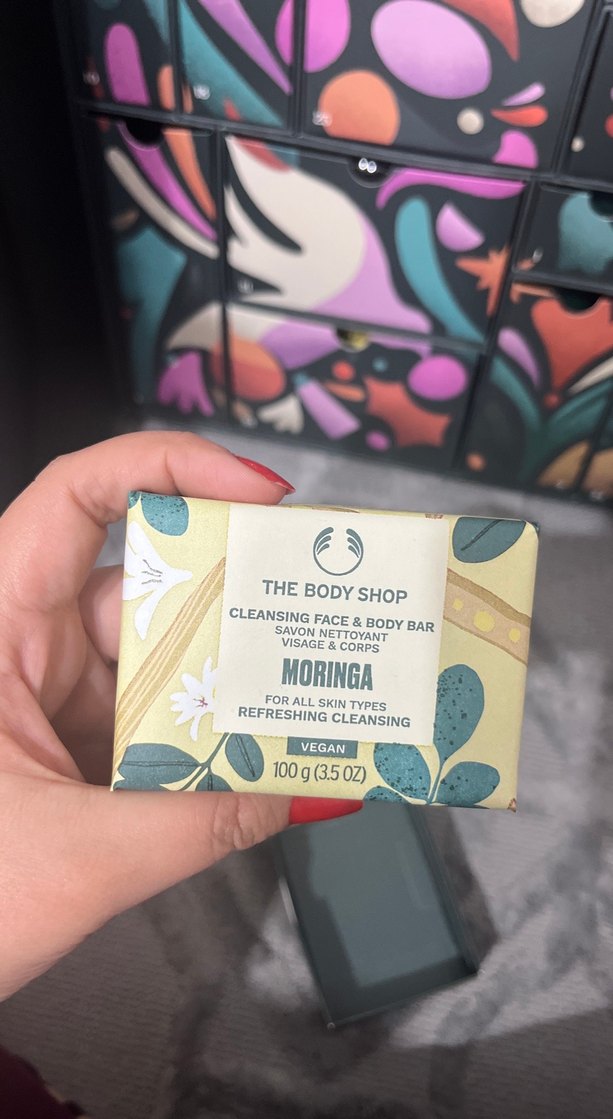 THE BODY SHOP
CLEANSING FACE & BODY BAR
SAVON NETTOYANT
VISAGE & CORPS
MORINGA
FOR ALL SKIN TYPES
REFRESHING CLEANSING
VEGAN
100 g (3.5 OZ)